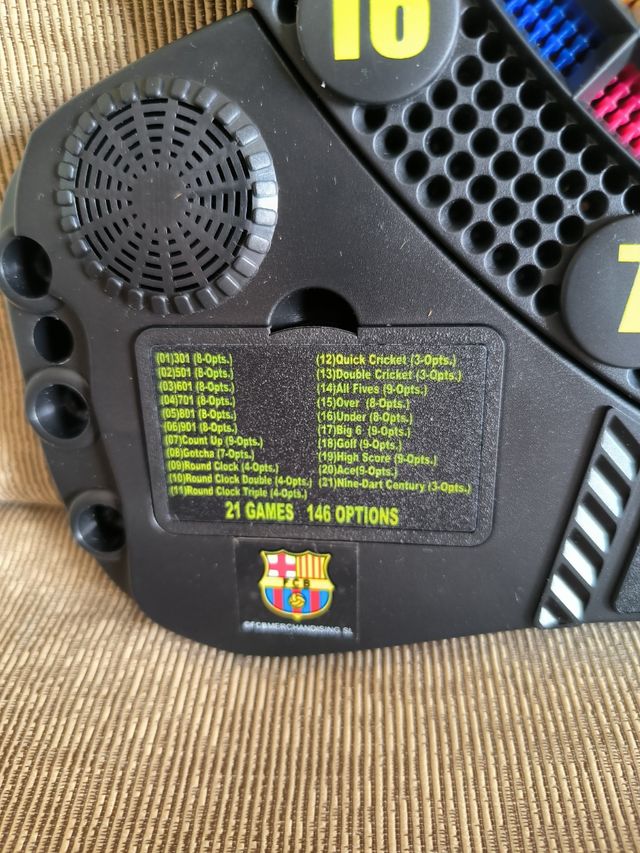 16
7
(01)301 (8-Opts.)
(02)501 (8-Opts.)
(03)601 (8-Opts.)
(04)701 (8-Opts.)
(05)801 (8-Opts.)
(06)901 (8-Opts.)
(07)Count Up (9-Opts.)
(08)Gotcha (7-Opts.)
(09)Round Clock (4-Opts.)
(10)Round Clock Double (4-Opts.)
(11)Round Clock Triple (4-Opts.)
(12)Quick Cricket (3-Opts.)
(13)Double Cricket (3-Opts.)
(14)All Fives (9-Opts.)
(15)Over (8-Opts.)
(16)Under (8-Opts.)
(17)Big 6 (9-Opts.)
(18)Golf (9-Opts.)
(19)High Score (9-Opts.)
(20)Ace(9-Opts.)
(21)Nine-Dart Century (3-Opts.)
21 GAMES 146 OPTIONS
FCB
©FCBMERCHANDISING SL